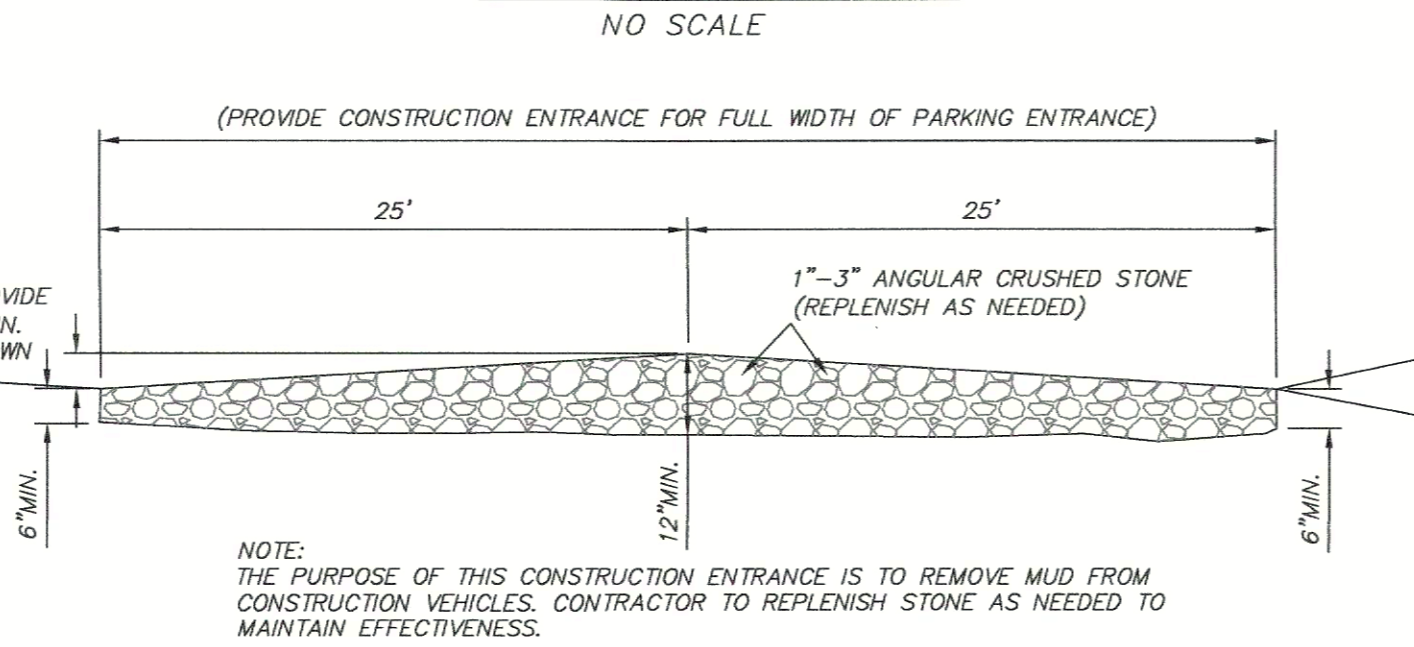 NO SCALE
(PROVIDE CONSTRUCTION ENTRANCE FOR FULL WIDTH OF PARKING ENTRANCE)
25'
25'
1"-3" ANGULAR CRUSHED STONE
(REPLENISH AS NEEDED)
6"MIN.
12"MIN.
6"MIN.
NOTE:
THE PURPOSE OF THIS CONSTRUCTION ENTRANCE IS TO REMOVE MUD FROM
CONSTRUCTION VEHICLES. CONTRACTOR TO REPLENISH STONE AS NEEDED TO
MAINTAIN EFFECTIVENESS.